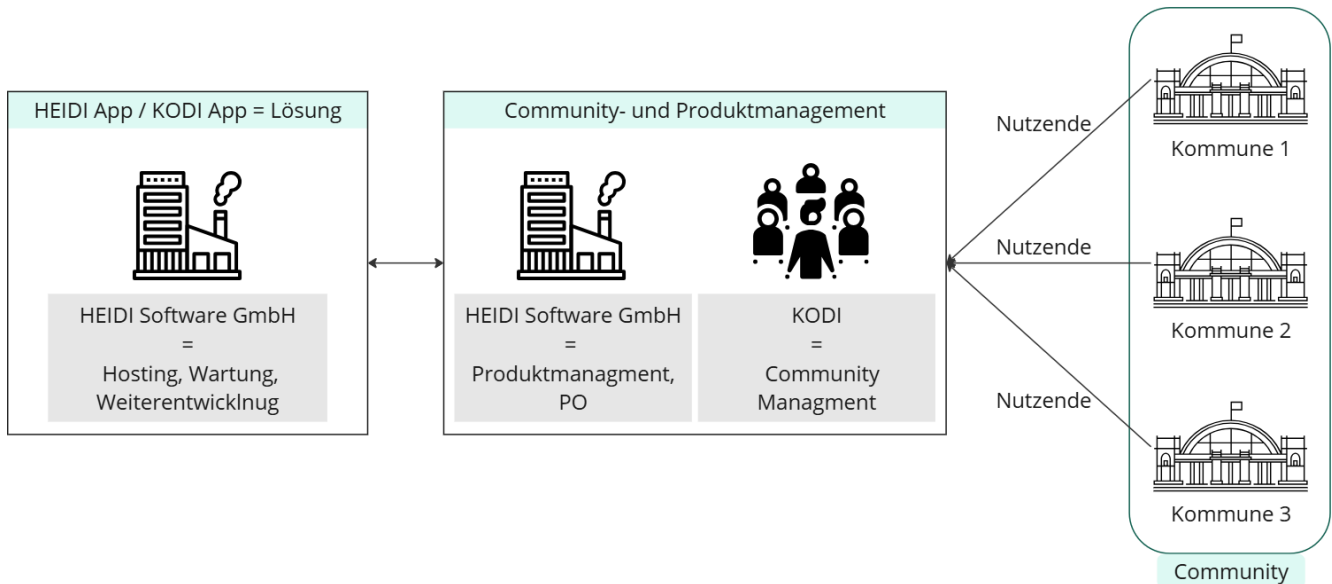 HEIDI App / KODI App = Lösung
HEIDI Software GmbH
=
Hosting, Wartung,
Weiterentwicklnug
Community- und Produktmanagement
HEIDI Software GmbH
=
Produktmanagment,
PO
KODI
=
Community
Managment
Nutzende
Nutzende
Nutzende
Kommune 1
Kommune 2
Kommune 3
Community